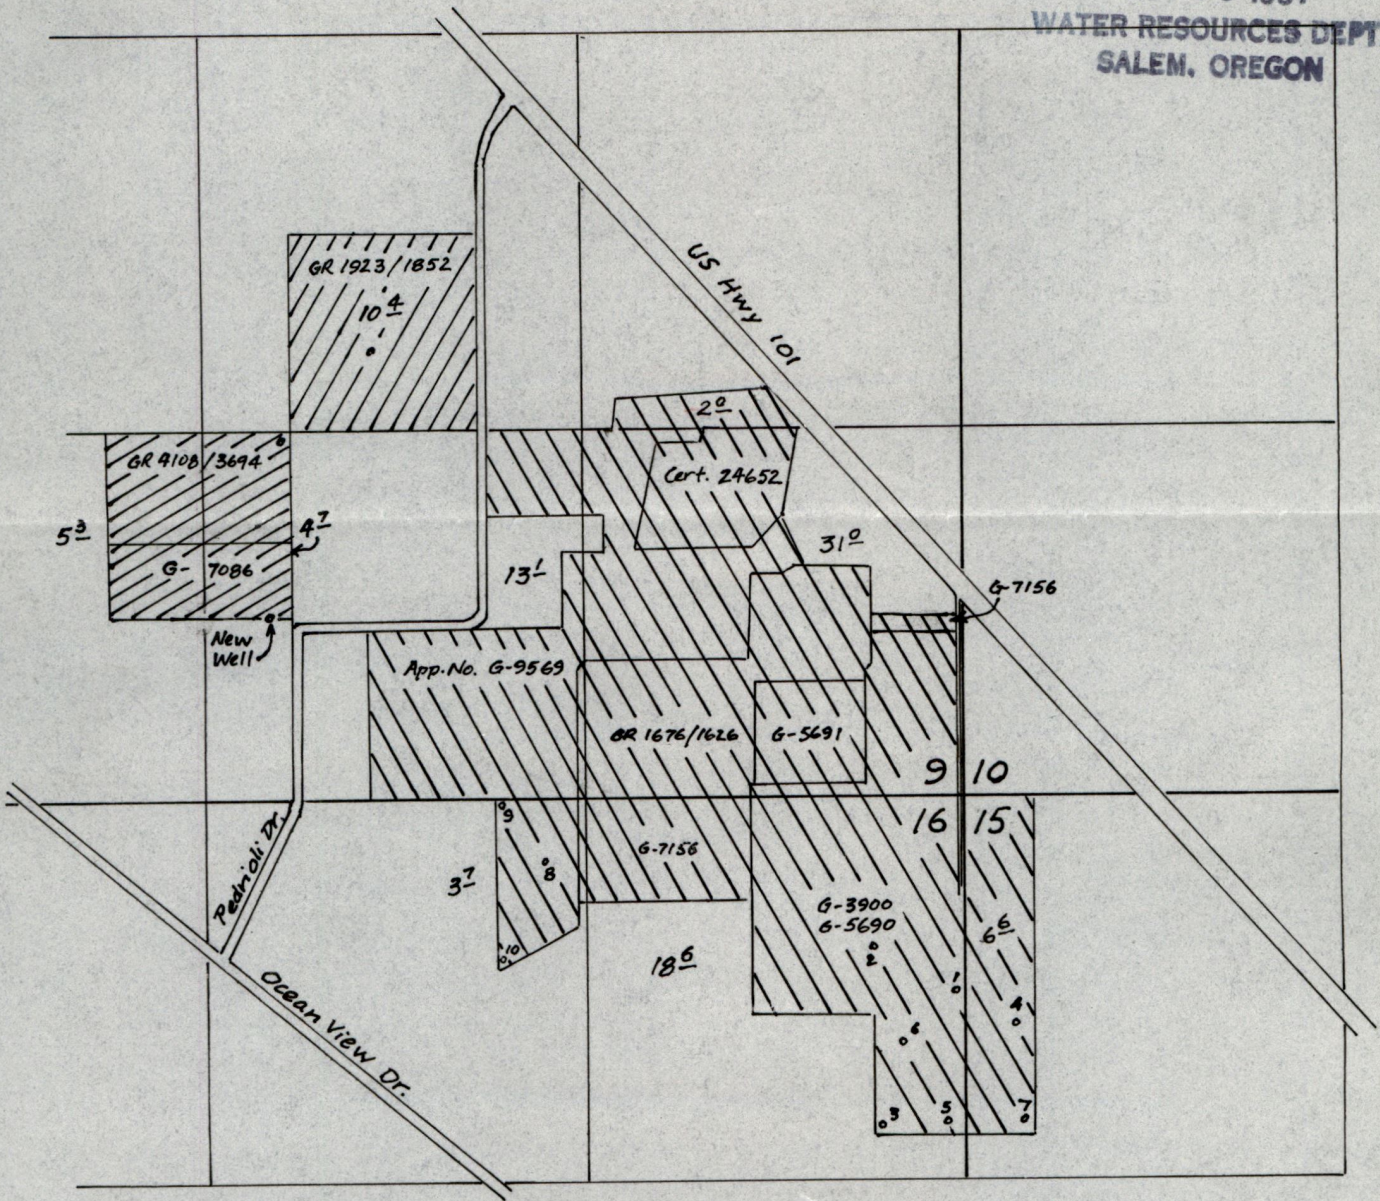 WATER RESOURCES DEPT
SALEM, OREGON
US Hwy 101
GR 1923/1852
10 4
1
2 0
6
GR 4108/3694
Cert. 24652
5 3
4 7
31 0
G- 7086
13 1
G-7156
New
Well
App. No. G-9569
GR 1676/1626
G-5691
9 10
16 15
9
Pedrioli Dr.
G-7156
3 7
8
G-3900
G-5690
6 6
2
10
18 6
1
4
Ocean View Dr.
6
3
5
7